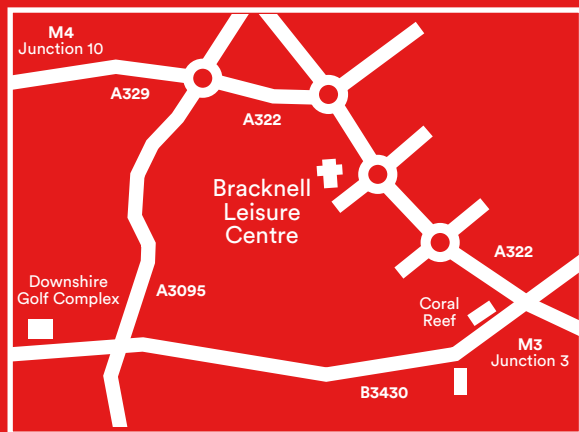 M4
Junction 10
A329
A322
Bracknell
Leisure
Centre
A322
Downshire
Golf Complex
A3095
Coral
Reef
M3
Junction 3
B3430